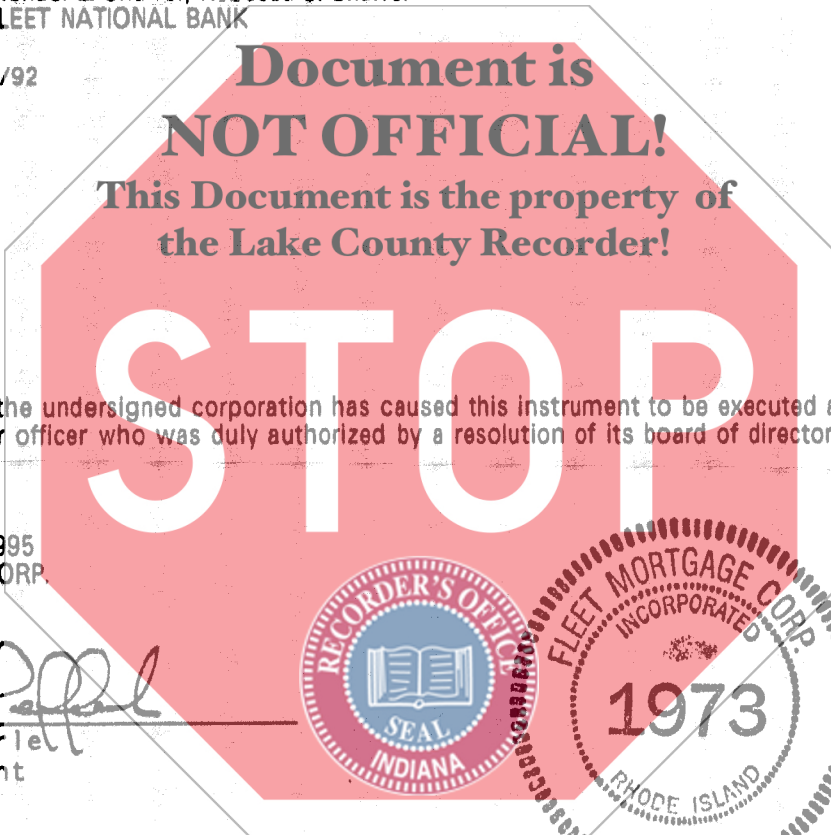 LEET NATIONAL BANK
/92
Document is
NOT OFFICIAL!
This Document is the property of
the Lake County Recorder!
STOP
the undersigned corporation has caused this instrument to be executed a
r officer who was duly authorized by a resolution of its board of director
995
ORP.
RECORDER'S OFFICE
SEAL
INDIANA
FLEET MORTGAGE CORP.
INCORPORATED
1973
RHODE ISLAND
let
nt